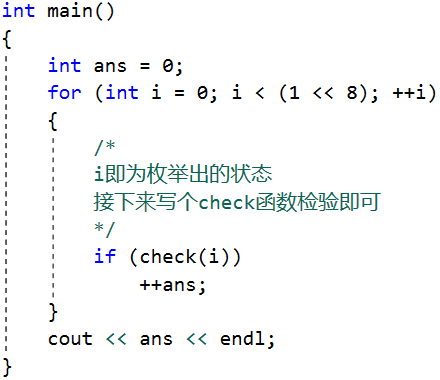 int main()
{
    int ans = 0;
    for (int i = 0; i < (1 << 8); ++i)
    {
        /*
        i即为枚举出的状态
        接下来写个check函数检验即可
        */
        if (check(i))
            ++ans;
    }
    cout << ans << endl;
}